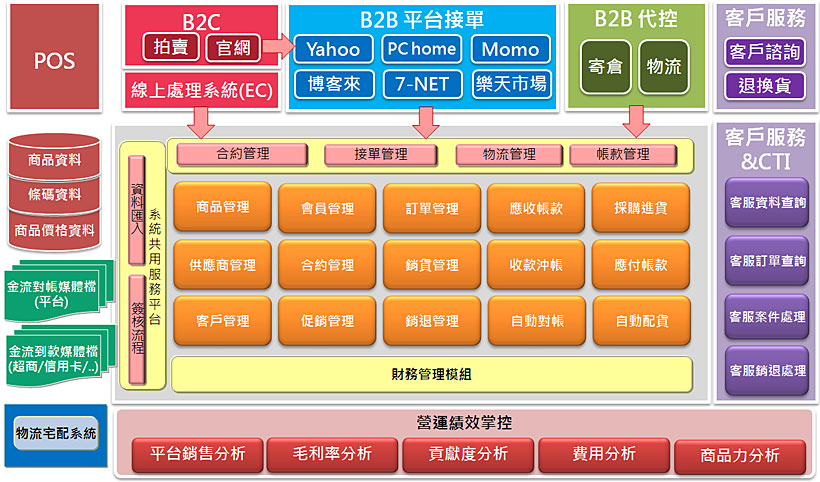 POS
B2C
拍賣
官網
線上處理系統(EC)
B2B 平台接單
Yahoo
PC home
Momo
博客來
7-NET
樂天市場
B2B 代控
寄倉
物流
客戶服務
客戶諮詢
退換貨
商品資料
條碼資料
商品價格資料
金流對帳媒體檔
(平台)
金流到款媒體檔
(超商/信用卡/..)
物流宅配系統
資料匯入
簽核流程
系統共用服務平台
合約管理
接單管理
物流管理
帳款管理
商品管理
會員管理
訂單管理
應收帳款
採購進貨
供應商管理
合約管理
銷貨管理
收款沖帳
應付帳款
客戶管理
促銷管理
銷退管理
自動對帳
自動配貨
財務管理模組
客戶服務
&CTI
客服資料查詢
客服訂單查詢
客服案件處理
客服銷退處理
營運績效掌控
平台銷售分析
毛利率分析
貢獻度分析
費用分析
商品力分析